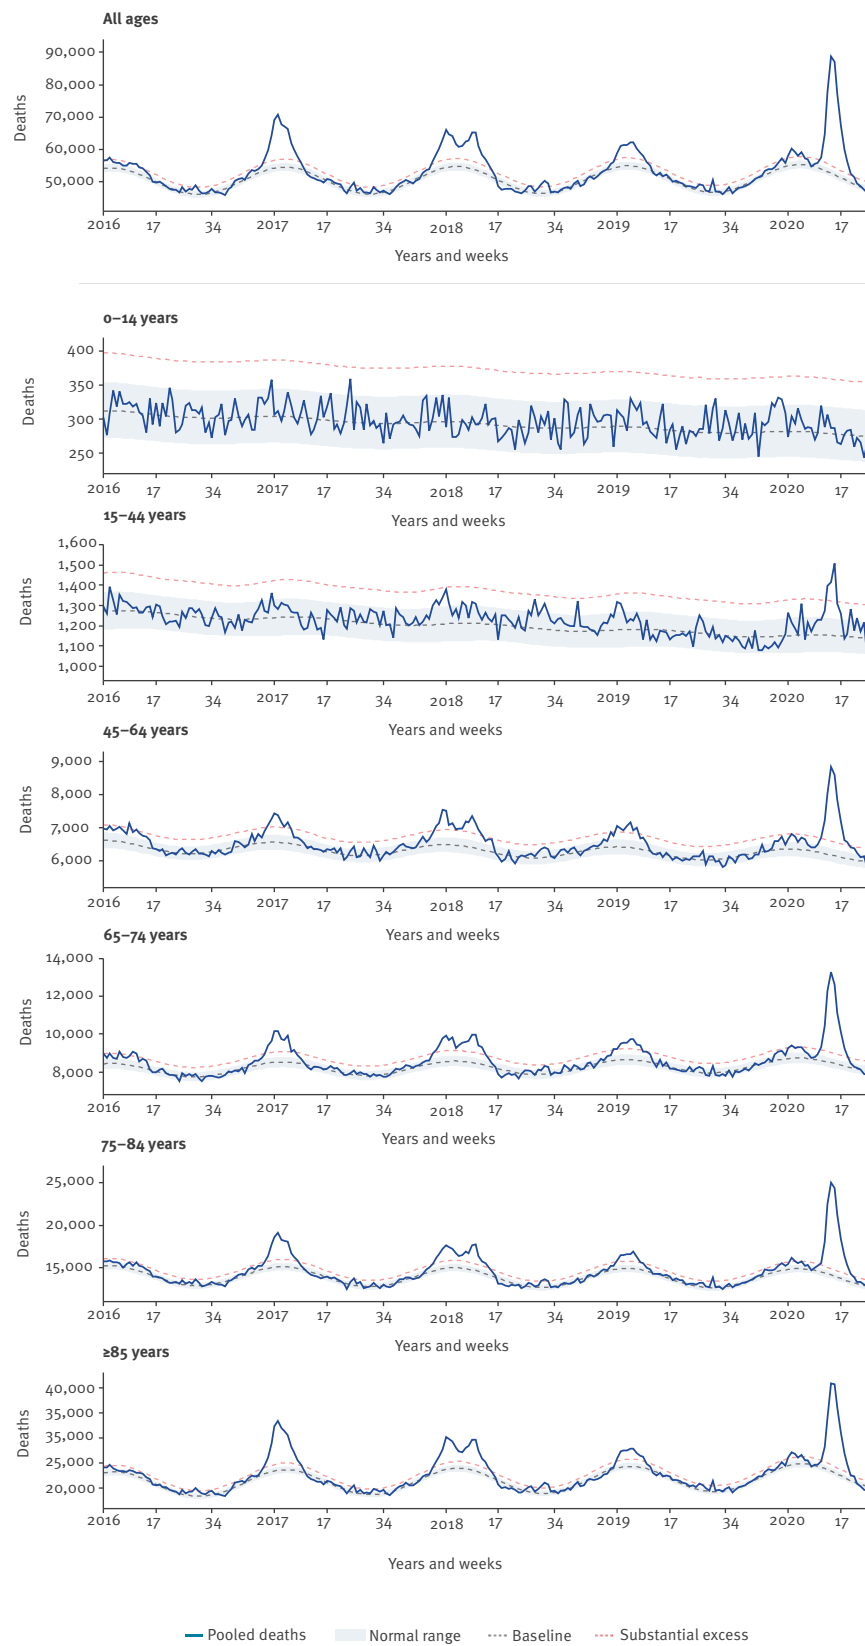 All ages
90,000
80,000
70,000
60,000
50,000
Deaths
2016 17 34 2017 17 34 2018 17 34 2019 17 34 2020 17
Years and weeks
0–14 years
400
350
300
250
Deaths
2016 17 34 2017 17 34 2018 17 34 2019 17 34 2020 17
Years and weeks
15–44 years
1,600
1,500
1,400
1,300
1,200
1,100
1,000
Deaths
2016 17 34 2017 17 34 2018 17 34 2019 17 34 2020 17
Years and weeks
45–64 years
9,000
8,000
7,000
6,000
Deaths
2016 17 34 2017 17 34 2018 17 34 2019 17 34 2020 17
Years and weeks
65–74 years
14,000
12,000
10,000
8,000
Deaths
2016 17 34 2017 17 34 2018 17 34 2019 17 34 2020 17
Years and weeks
75–84 years
25,000
20,000
15,000
Deaths
2016 17 34 2017 17 34 2018 17 34 2019 17 34 2020 17
Years and weeks
≥85 years
40,000
35,000
35,000
25,000
20,000
Deaths
2016 17 34 2017 17 34 2018 17 34 2019 17 34 2020 17
Years and weeks
Pooled deaths Normal range Baseline Substantial excess